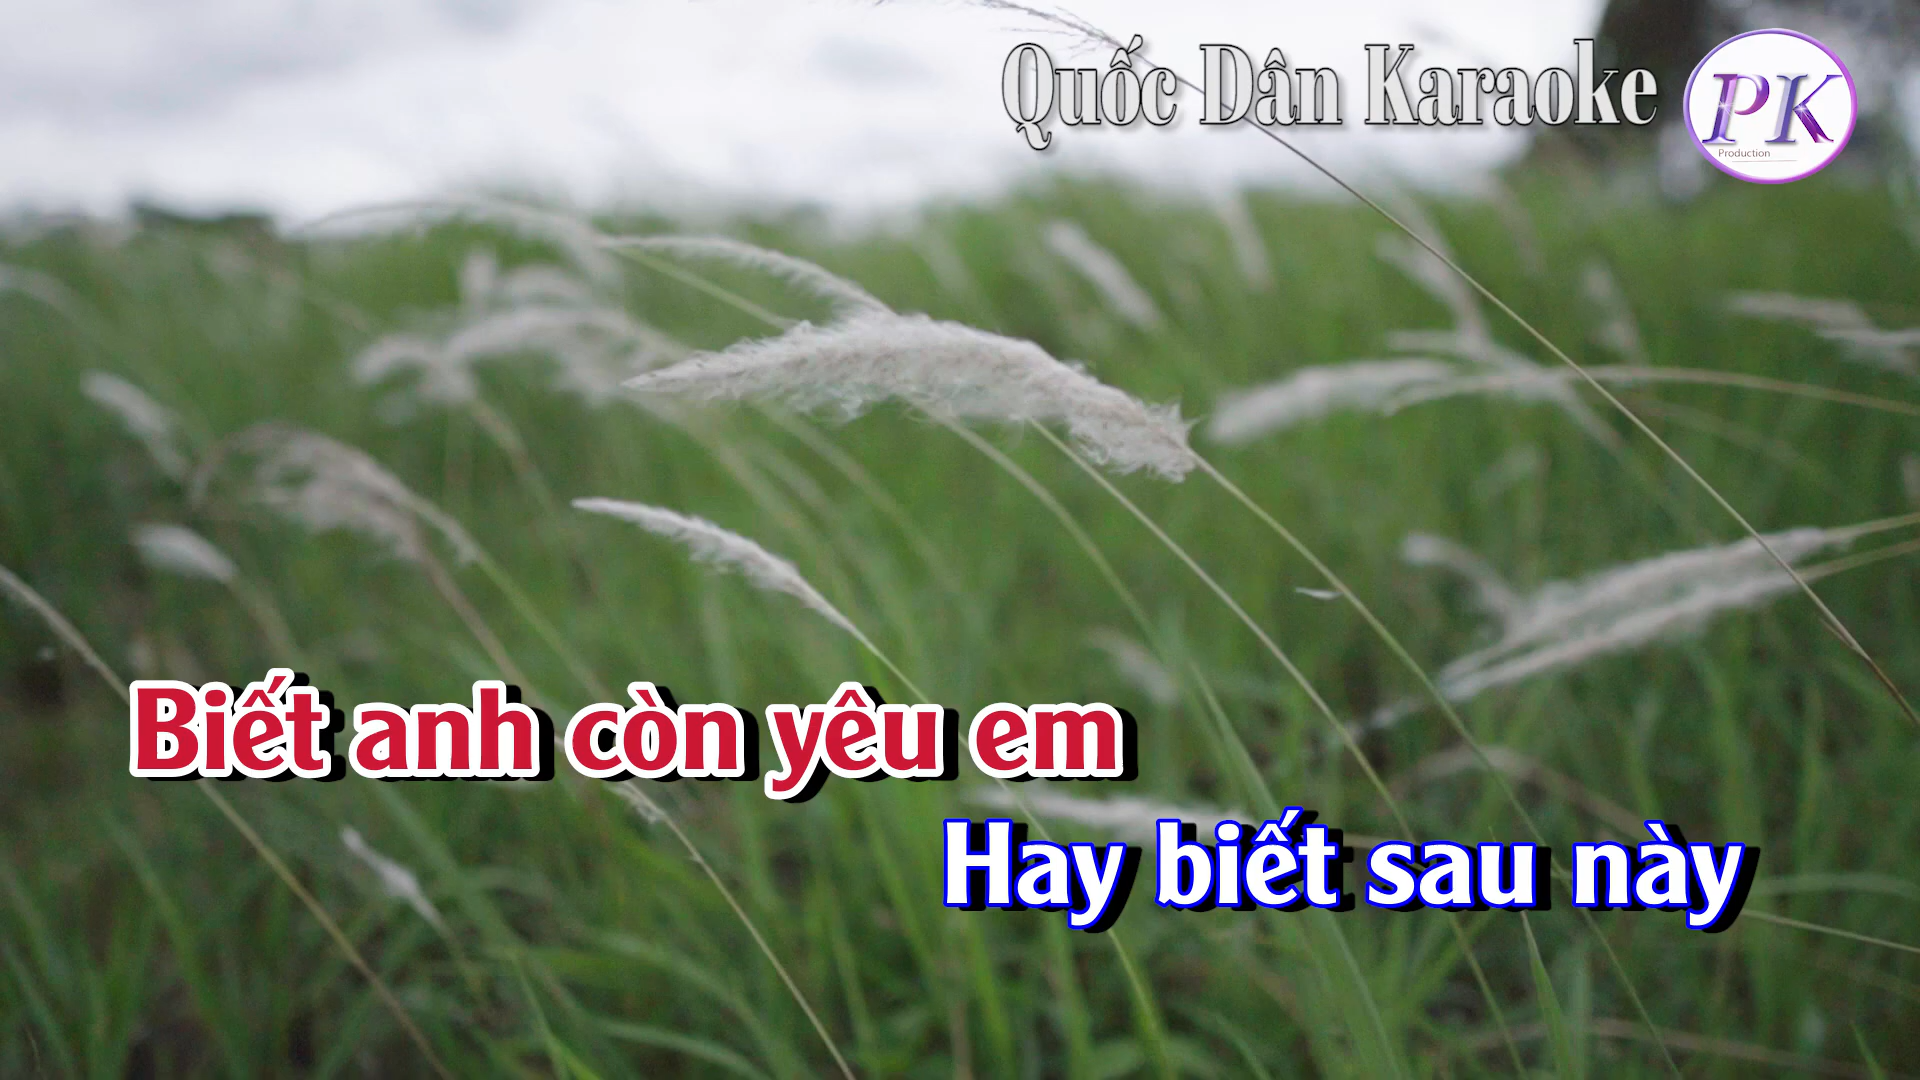 Quốc Dân Karaoke
PK
Production
Biết anh còn yêu em
Hay biết sau này